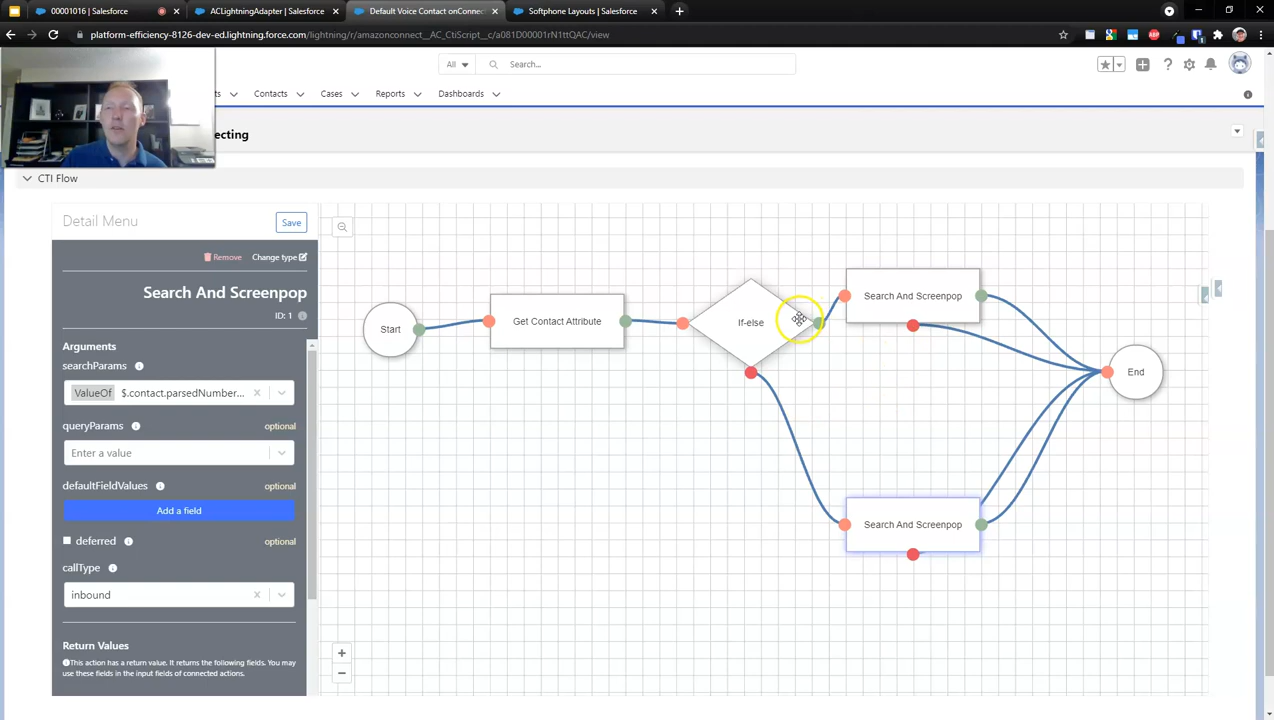 00001016 | Salesforce
ACLightningAdapter | Salesforce
Default Voice Contact onConnec
Softphone Layouts | Salesforce
platform-efficiency-8126-dev-ed.lightning.force.com/lightning/r/amazonconnect__AC_CtiScript__c/a081D00001rN1ttQAC/view
All
Search...
ts
Contacts
Cases
Reports
Dashboards
ecting
CTI Flow
Detail Menu
Save
Remove
Change type
Search And Screenpop
ID: 1
Arguments
searchParams
ValueOf $.contact.parsedNumber...
queryParams
optional
Enter a value
defaultFieldValues
optional
Add a field
deferred
optional
callType
inbound
Return Values
This action has a return value. It returns the following fields. You may
use these fields in the input fields of connected actions.
Start
Get Contact Attribute
If-else
Search And Screenpop
End
Search And Screenpop